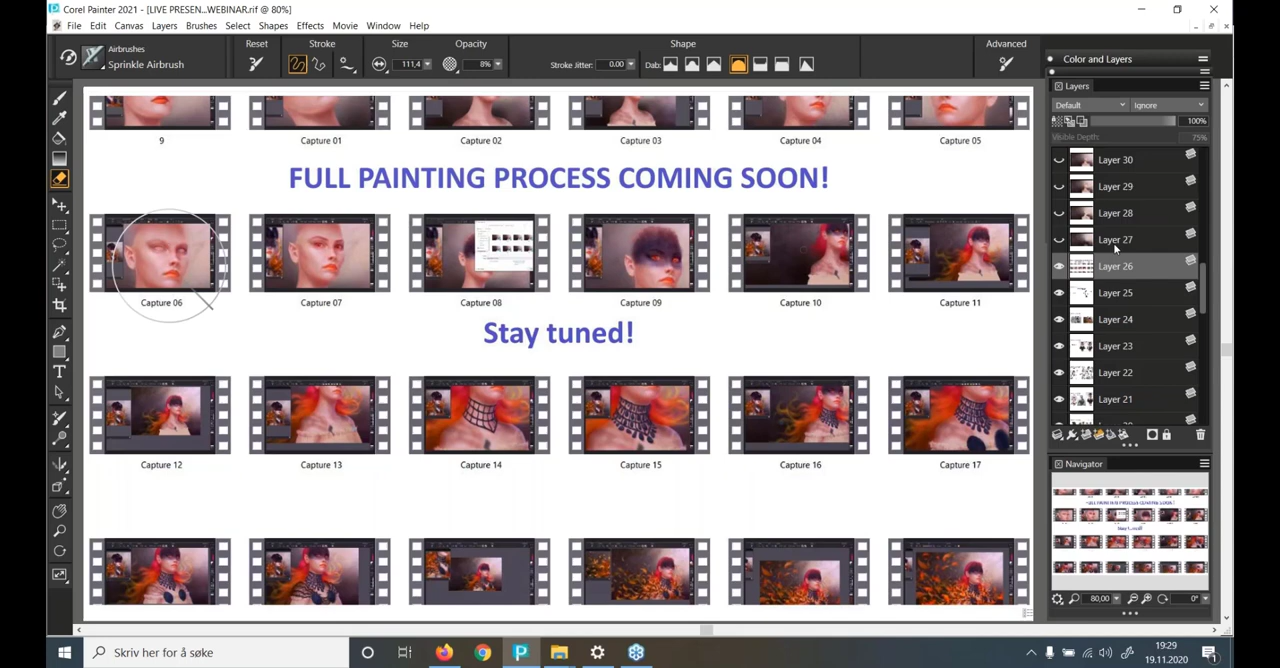 Corel Painter 2021 - [LIVE PRESEN...WEBINAR.rif @ 80%]
File Edit Canvas Layers Brushes Select Shapes Effects Movie Window Help
Airbrushes
Sprinkle Airbrush
Reset
Stroke
Size
111,4
Opacity
8%
Stroke Jitter: 0.00
Shape
Dab:
Advanced
Color and Layers
Layers
Default
Ignore
100%
Visible Depth:
75%
Layer 30
Layer 29
Layer 28
Layer 27
Layer 26
Layer 25
Layer 24
Layer 23
Layer 22
Layer 21
Navigator
80,00
0°
9 Capture 01 Capture 02 Capture 03 Capture 04 Capture 05
FULL PAINTING PROCESS COMING SOON!
Capture 06 Capture 07 Capture 08 Capture 09 Capture 10 Capture 11
Stay tuned!
Capture 12 Capture 13 Capture 14 Capture 15 Capture 16 Capture 17
Skriv her for å søke
19:29
19.11.2020